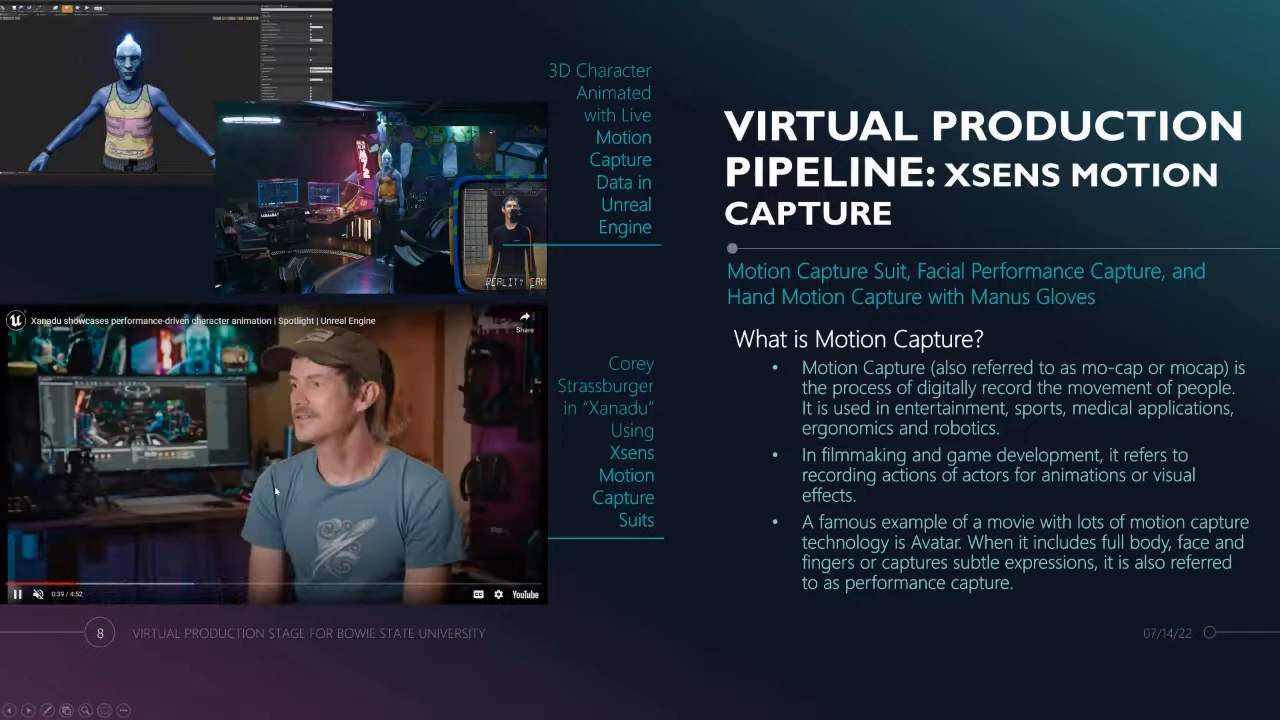 3D Character
Animated
with Live
Motion
Capture
Data in
Unreal
Engine
VIRTUAL PRODUCTION
PIPELINE: XSENS MOTION
CAPTURE
Motion Capture Suit, Facial Performance Capture, and
Hand Motion Capture with Manus Gloves
What is Motion Capture?
• Motion Capture (also referred to as mo-cap or mocap) is
the process of digitally record the movement of people.
It is used in entertainment, sports, medical applications,
ergonomics and robotics.
• In filmmaking and game development, it refers to
recording actions of actors for animations or visual
effects.
• A famous example of a movie with lots of motion capture
technology is Avatar. When it includes full body, face and
fingers or captures subtle expressions, it is also referred
to as performance capture.
REALITY CAM
Xanadu showcases performance-driven character animation | Spotlight | Unreal Engine
Share
Corey
Strassburger
in “Xanadu”
Using
Xsens
Motion
Capture
Suits
0:39 / 4:52
CC
YouTube
8
VIRTUAL PRODUCTION STAGE FOR BOWIE STATE UNIVERSITY
07/14/22